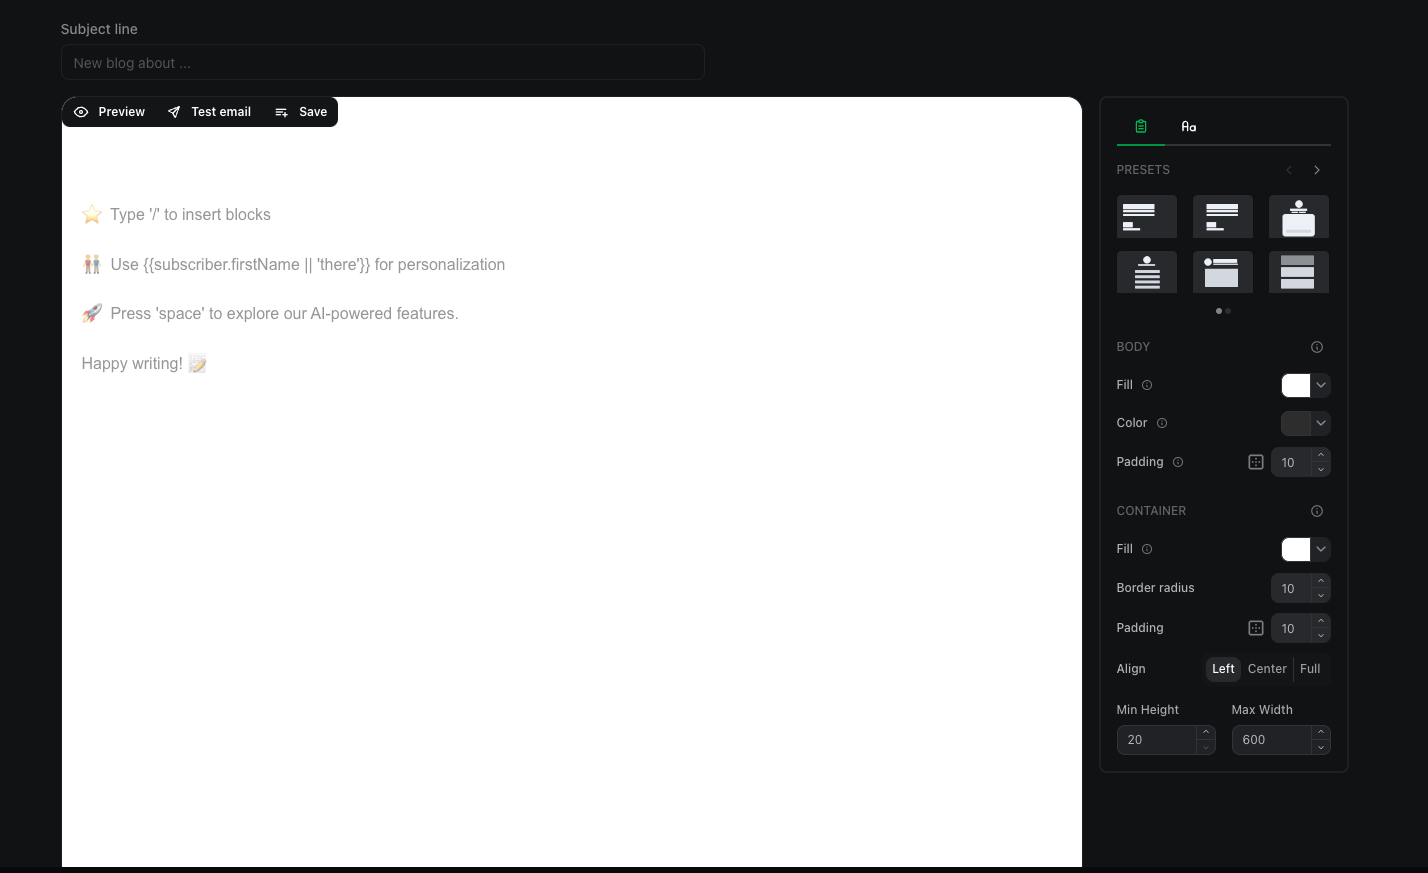 Subject line
New blog about ...
Preview Test email Save
Aa
Type '/' to insert blocks
Use {{subscriber.firstName || 'there'}} for personalization
Press 'space' to explore our AI-powered features.
Happy writing!
PRESETS
BODY
Fill
Color
Padding 10
CONTAINER
Fill
Border radius 10
Padding 10
Align Left Center Full
Min Height Max Width
20 600